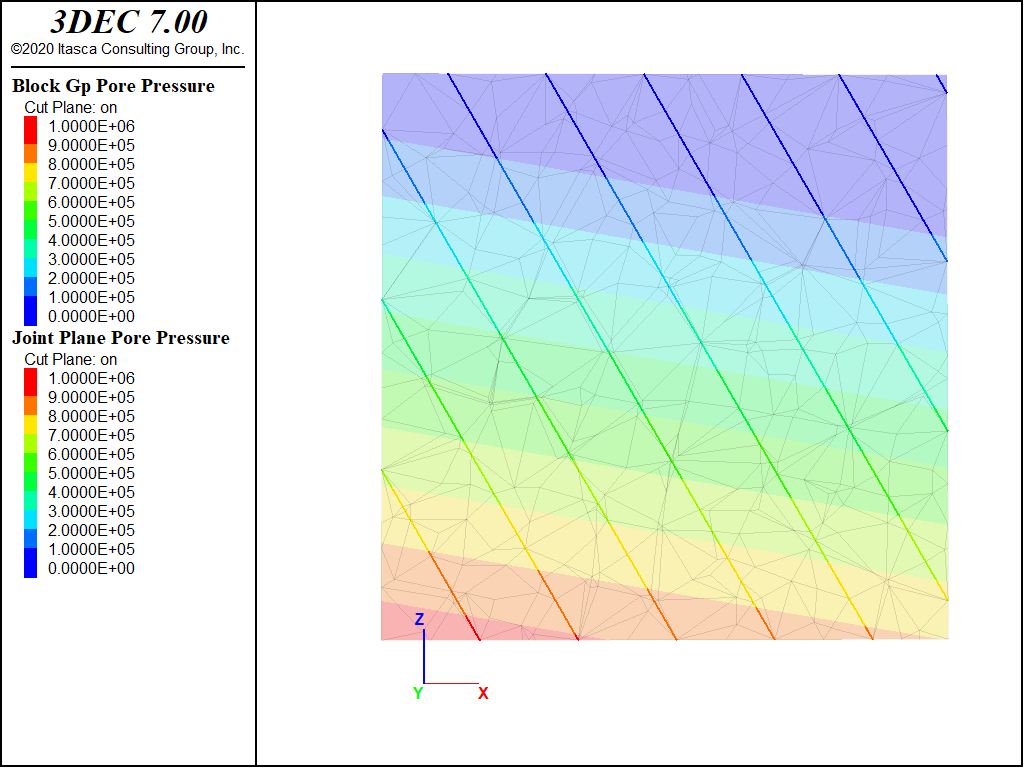 3DEC 7.00
©2020 Itasca Consulting Group, Inc.
Block Gp Pore Pressure
Cut Plane: on
1.0000E+06
9.0000E+05
8.0000E+05
7.0000E+05
6.0000E+05
5.0000E+05
4.0000E+05
3.0000E+05
2.0000E+05
1.0000E+05
0.0000E+00
Joint Plane Pore Pressure
Cut Plane: on
1.0000E+06
9.0000E+05
8.0000E+05
7.0000E+05
6.0000E+05
5.0000E+05
4.0000E+05
3.0000E+05
2.0000E+05
1.0000E+05
0.0000E+00
Z
Y X